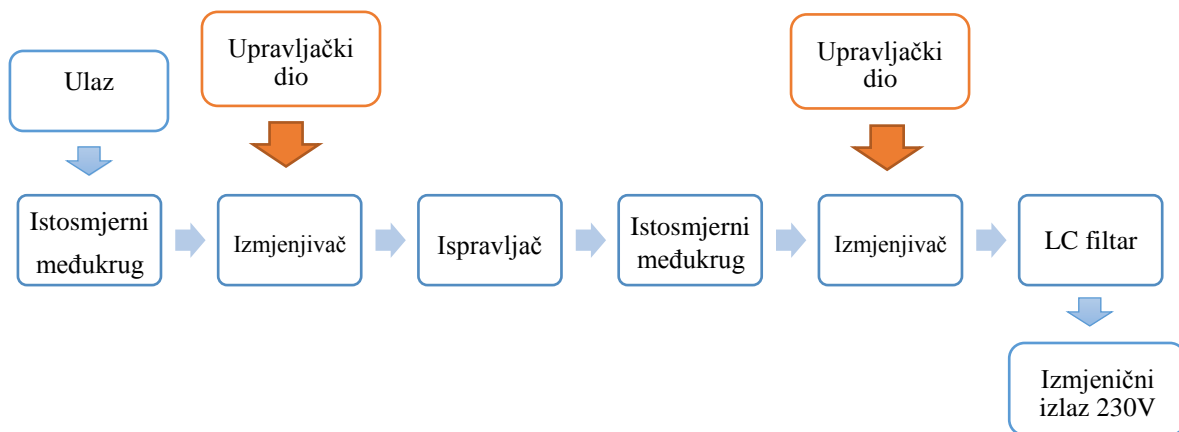 Ulaz
Upravljački
dio
Upravljački
dio
Istosmjerni
međukrug
Izmjenjivač
Ispravljač
Istosmjerni
međukrug
Izmjenjivač
LC filtar
Izmjenični
izlaz 230V